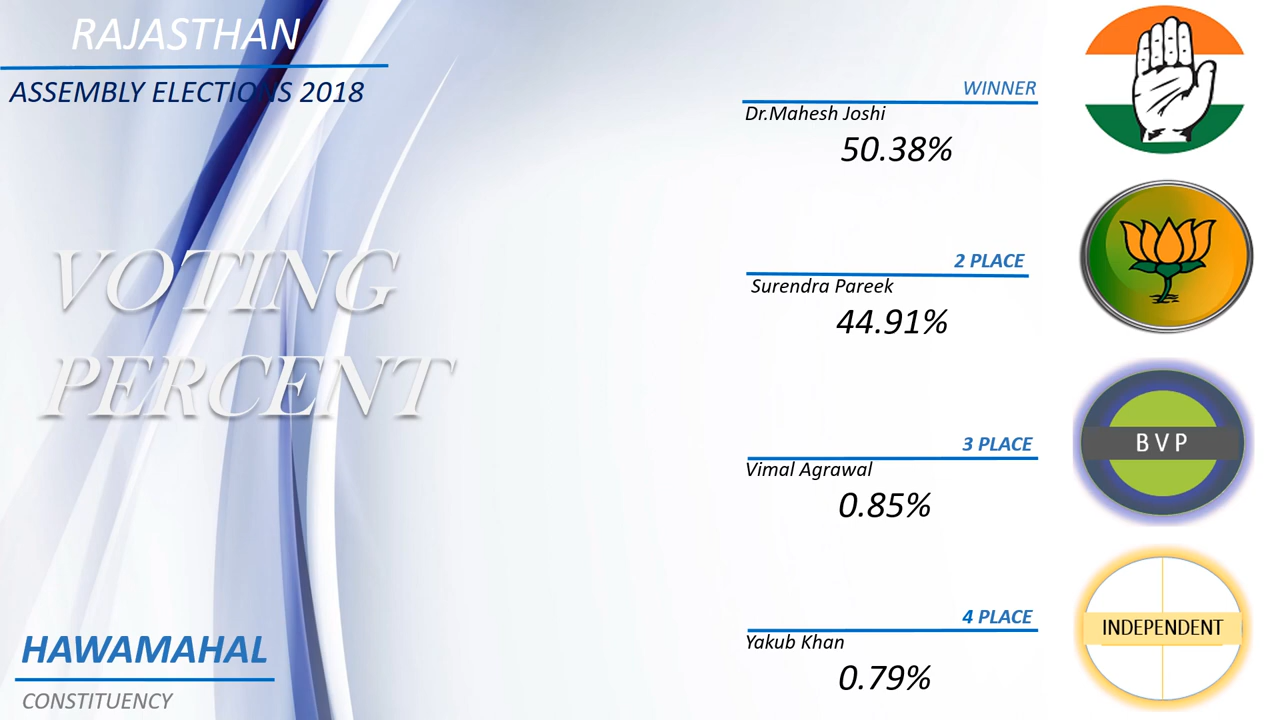 RAJASTHAN
ASSEMBLY ELECTIONS 2018
VOTING
PERCENT
HAWAMAHAL
CONSTITUENCY
WINNER
Dr.Mahesh Joshi
50.38%
2 PLACE
Surendra Pareek
44.91%
3 PLACE
Vimal Agrawal
0.85%
BVP
4 PLACE
Yakub Khan
0.79%
INDEPENDENT